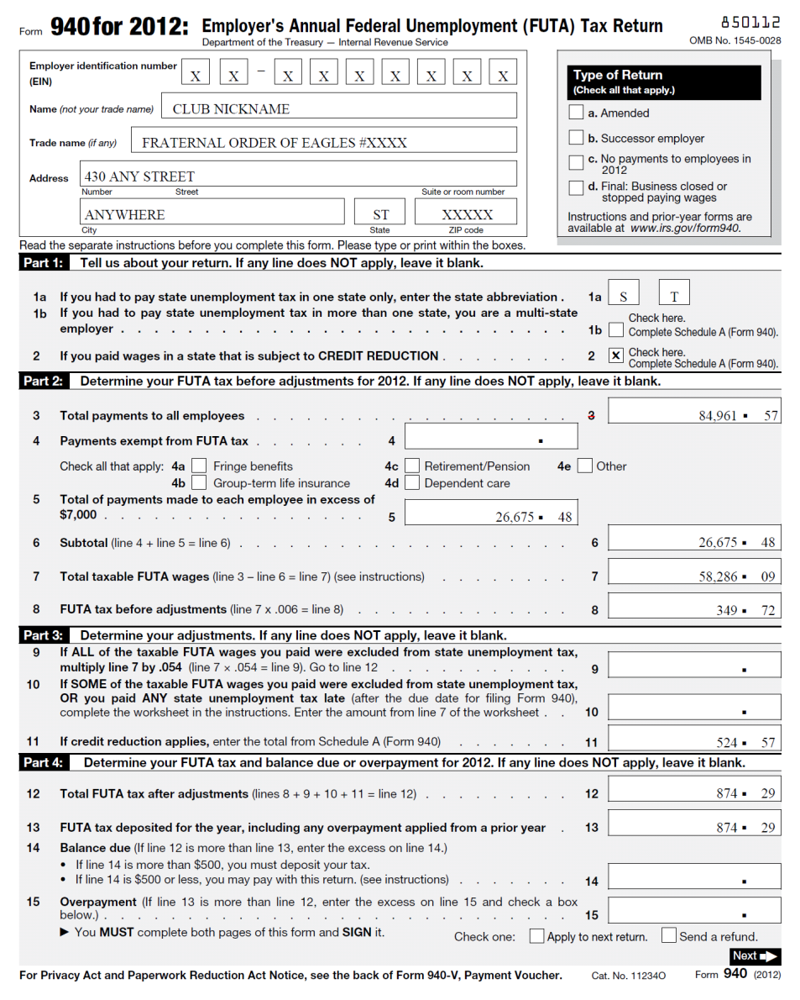 Form 940 for 2012: Employer's Annual Federal Unemployment (FUTA) Tax Return 850112
Department of the Treasury — Internal Revenue Service OMB No. 1545-0028
Employer identification number (EIN) X X – X X X X X X X
Name (not your trade name) CLUB NICKNAME
Trade name (if any) FRATERNAL ORDER OF EAGLES #XXXX
Address 430 ANY STREET
Number Street Suite or room number
ANYWHERE ST XXXXX
City State ZIP code
Type of Return
(Check all that apply.)
a. Amended
b. Successor employer
c. No payments to employees in
2012
d. Final: Business closed or
stopped paying wages
Instructions and prior-year forms are
available at www.irs.gov/form940.
Read the separate instructions before you complete this form. Please type or print within the boxes.
Part 1: Tell us about your return. If any line does NOT apply, leave it blank.
1a If you had to pay state unemployment tax in one state only, enter the state abbreviation . 1a S T
1b If you had to pay state unemployment tax in more than one state, you are a multi-state
employer . . . 1b Check here.
Complete Schedule A (Form 940).
2 If you paid wages in a state that is subject to CREDIT REDUCTION . . . 2 X Check here.
Complete Schedule A (Form 940).
Part 2: Determine your FUTA tax before adjustments for 2012. If any line does NOT apply, leave it blank.
3 Total payments to all employees . . . 3 84,961 . 57
4 Payments exempt from FUTA tax . . . 4 .
Check all that apply: 4a Fringe benefits 4c Retirement/Pension 4e Other
4b Group-term life insurance 4d Dependent care
5 Total of payments made to each employee in excess of
$7,000 . . . 5 26,675 . 48
6 Subtotal (line 4 + line 5 = line 6) . . . 6 26,675 . 48
7 Total taxable FUTA wages (line 3 – line 6 = line 7) (see instructions) . . . 7 58,286 . 09
8 FUTA tax before adjustments (line 7 x .006 = line 8) . . . 8 349 . 72
Part 3: Determine your adjustments. If any line does NOT apply, leave it blank.
9 If ALL of the taxable FUTA wages you paid were excluded from state unemployment tax,
multiply line 7 by .054 (line 7 × .054 = line 9). Go to line 12 . . . 9 .
10 If SOME of the taxable FUTA wages you paid were excluded from state unemployment tax,
OR you paid ANY state unemployment tax late (after the due date for filing Form 940),
complete the worksheet in the instructions. Enter the amount from line 7 of the worksheet . . 10 .
11 If credit reduction applies, enter the total from Schedule A (Form 940) . . . 11 524 . 57
Part 4: Determine your FUTA tax and balance due or overpayment for 2012. If any line does NOT apply, leave it blank.
12 Total FUTA tax after adjustments (lines 8 + 9 + 10 + 11 = line 12) . . . 12 874 . 29
13 FUTA tax deposited for the year, including any overpayment applied from a prior year . 13 874 . 29
14 Balance due (If line 12 is more than line 13, enter the excess on line 14.)
• If line 14 is more than $500, you must deposit your tax.
• If line 14 is $500 or less, you may pay with this return. (see instructions) . . . 14 .
15 Overpayment (If line 13 is more than line 12, enter the excess on line 15 and check a box
below.) . . . 15 .
▶ You MUST complete both pages of this form and SIGN it. Check one: Apply to next return. Send a refund.
Next
For Privacy Act and Paperwork Reduction Act Notice, see the back of Form 940-V, Payment Voucher. Cat. No. 11234O Form 940 (2012)